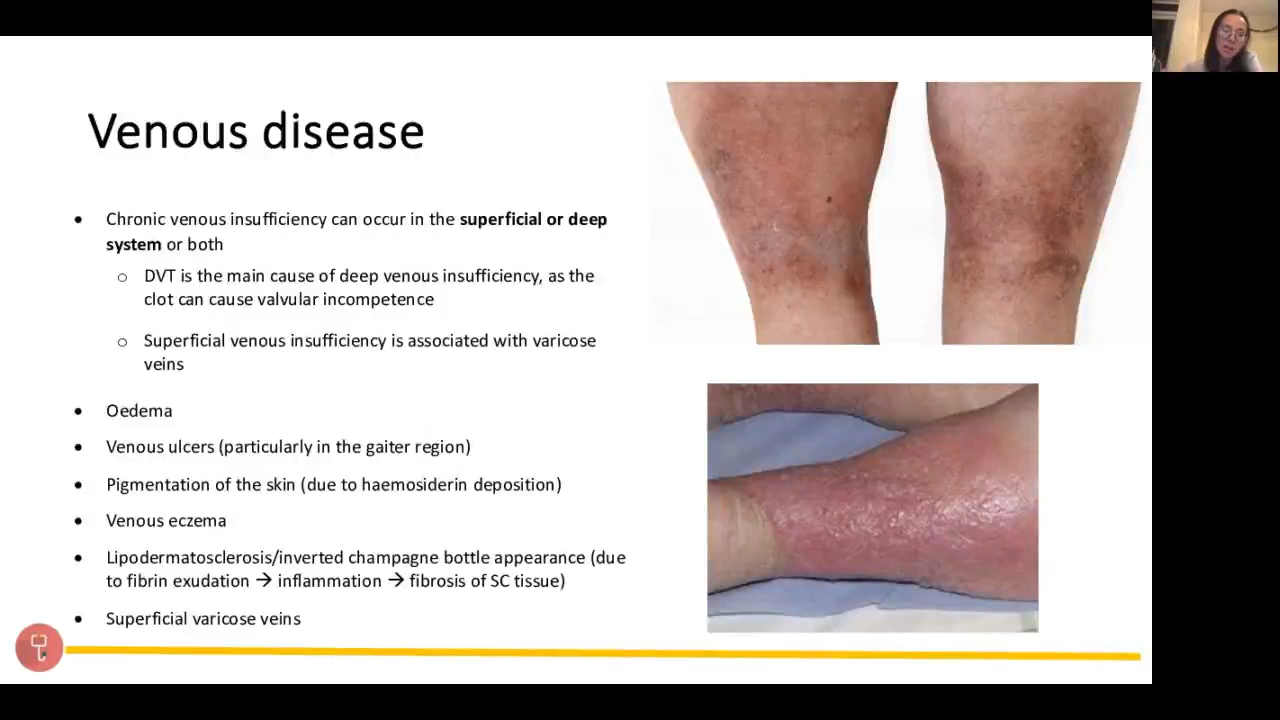 Venous disease
• Chronic venous insufficiency can occur in the superficial or deep
system or both
o DVT is the main cause of deep venous insufficiency, as the
clot can cause valvular incompetence
o Superficial venous insufficiency is associated with varicose
veins
• Oedema
• Venous ulcers (particularly in the gaiter region)
• Pigmentation of the skin (due to haemosiderin deposition)
• Venous eczema
• Lipodermatosclerosis/inverted champagne bottle appearance (due
to fibrin exudation → inflammation → fibrosis of SC tissue)
• Superficial varicose veins